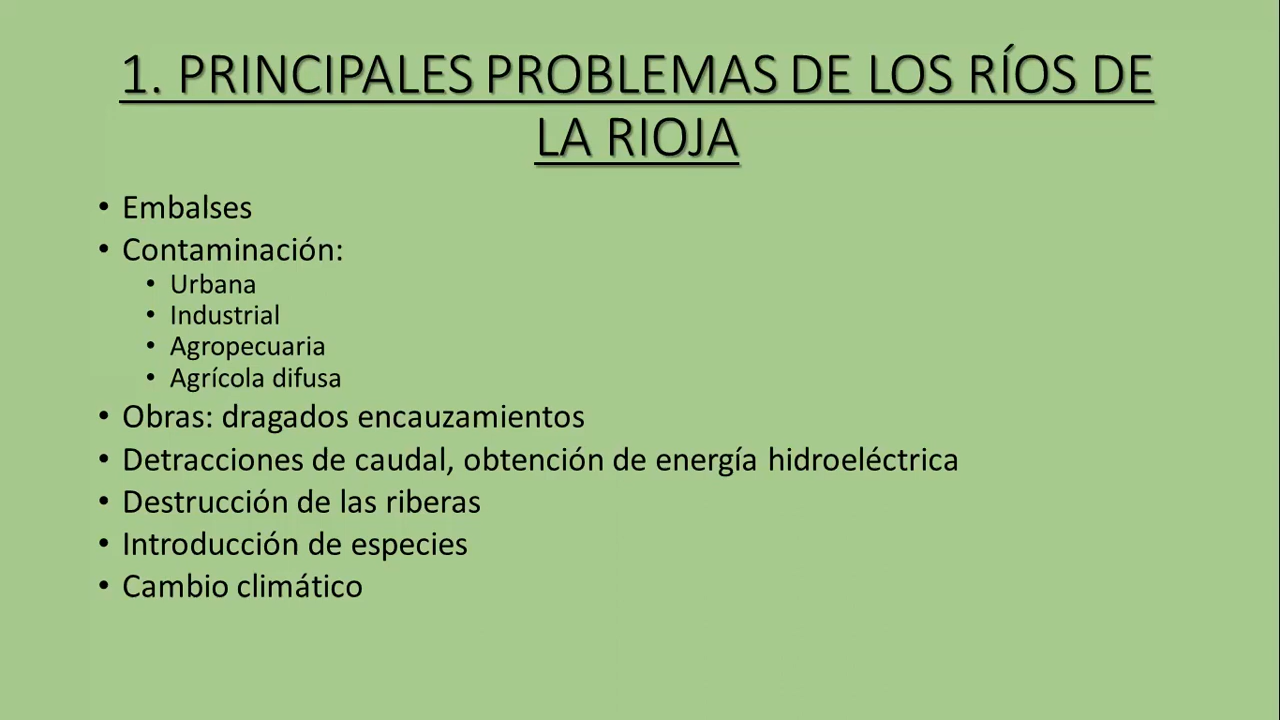 1. PRINCIPALES PROBLEMAS DE LOS RÍOS DE
LA RIOJA
• Embalses
• Contaminación:
• Urbana
• Industrial
• Agropecuaria
• Agrícola difusa
• Obras: dragados encauzamientos
• Detracciones de caudal, obtención de energía hidroeléctrica
• Destrucción de las riberas
• Introducción de especies
• Cambio climático